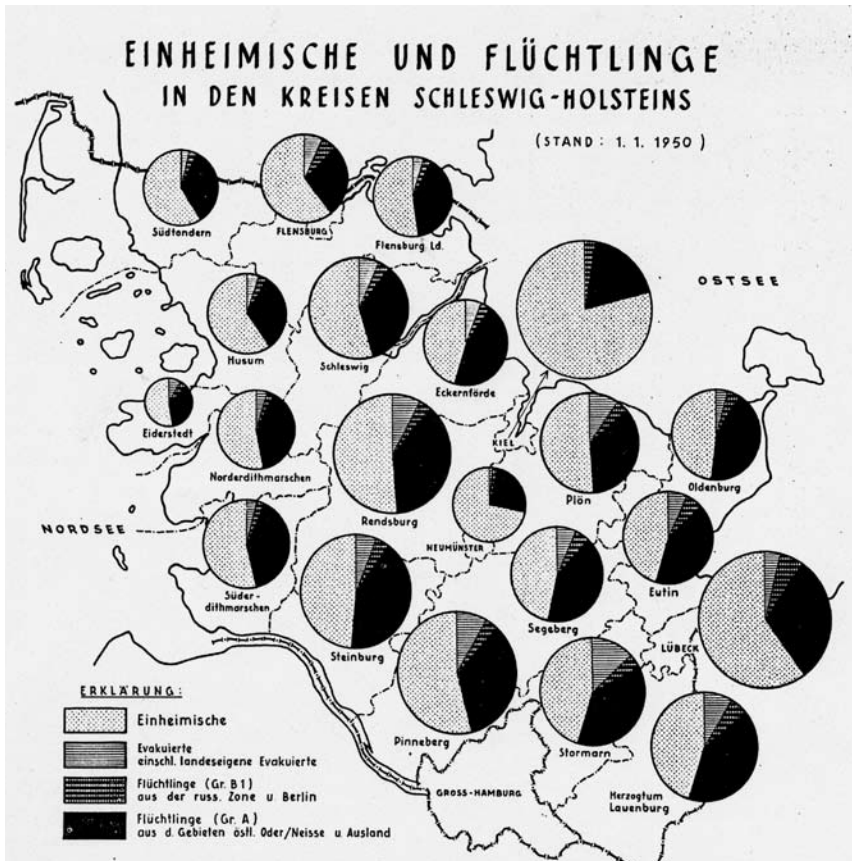 EINHEIMISCHE UND FLÜCHTLINGE
IN DEN KREISEN SCHLESWIG-HOLSTEINS
(STAND: 1. 1. 1950)
Südtondern
FLENSBURG
Flensburg Ld.
OSTSEE
Husum
Schleswig
Eckernförde
Eiderstedt
Norderdithmarschen
KIEL
Rendsburg
Plön
Oldenburg
NORDSEE
NEUMÜNSTER
Süder-
dithmarschen
Eutin
Steinburg
Segeberg
LÜBECK
Pinneberg
Stormarn
Herzogtum
Lauenburg
GROSS-HAMBURG
ERKLÄRUNG:
Einheimische
Evakuierte
einschl. landeseigene Evakuierte
Flüchtlinge (Gr. B1)
aus der russ. Zone u. Berlin
Flüchtlinge (Gr. A)
aus d. Gebieten östl. Oder/Neisse u. Ausland